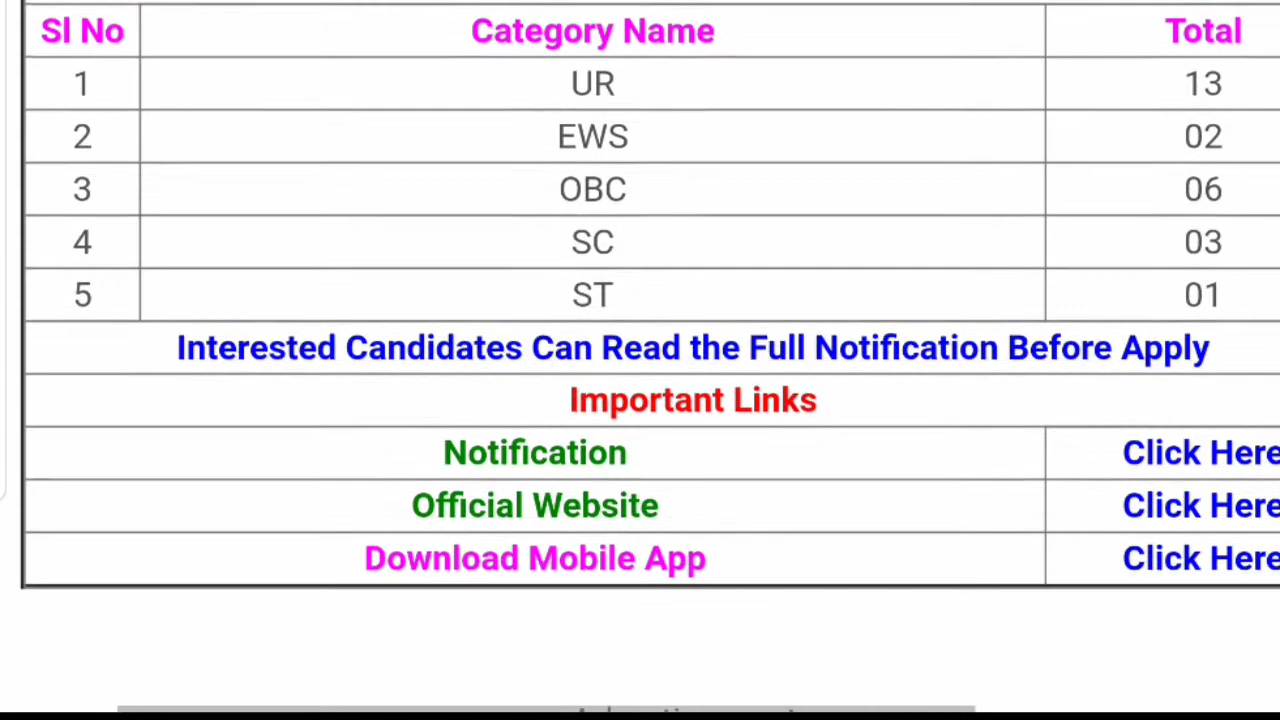 Sl No Category Name Total
1 UR 13
2 EWS 02
3 OBC 06
4 SC 03
5 ST 01
Interested Candidates Can Read the Full Notification Before Apply
Important Links
Notification Click Here
Official Website Click Here
Download Mobile App Click Here